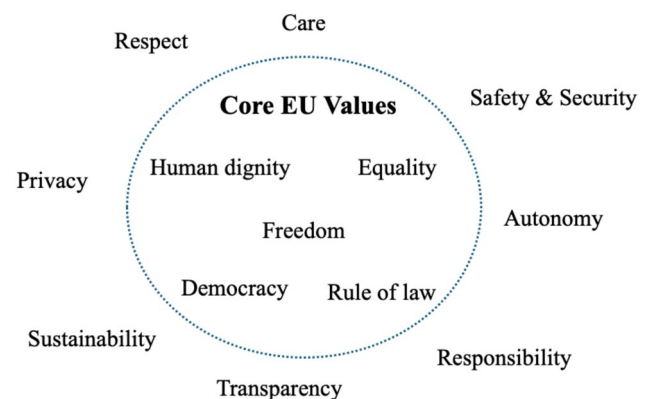 Care
Respect
Safety & Security
Core EU Values
Human dignity
Equality
Privacy
Autonomy
Freedom
Democracy
Rule of law
Sustainability
Responsibility
Transparency